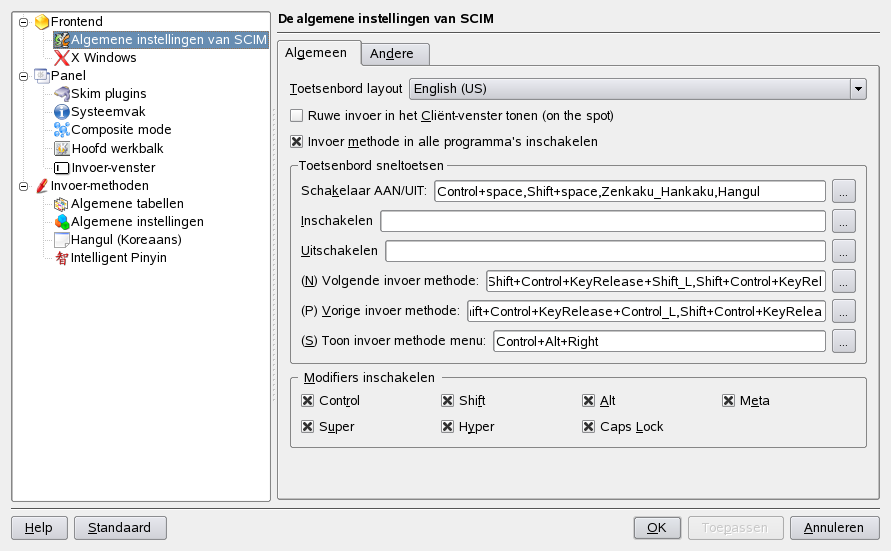 Frontend
Algemene instellingen van SCIM
X Windows
Panel
Skim plugins
Systeemvak
Composite mode
Hoofd werkbalk
Invoer-venster
Invoer-methoden
Algemene tabellen
Algemene instellingen
Hangul (Koreaans)
Intelligent Pinyin
De algemene instellingen van SCIM
Algemeen Andere
Toetsenbord layout English (US)
Ruwe invoer in het Cliënt-venster tonen (on the spot)
Invoer methode in alle programma's inschakelen
Toetsenbord sneltoetsen
Schakelaar AAN/UIT: Control+space,Shift+space,Zenkaku_Hankaku,Hangul ...
Inschakelen ...
Uitschakelen ...
(N) Volgende invoer methode: Shift+Control+KeyRelease+Shift_L,Shift+Control+KeyRel ...
(P) Vorige invoer methode: ift+Control+KeyRelease+Control_L,Shift+Control+KeyRelea ...
(S) Toon invoer methode menu: Control+Alt+Right ...
Modifiers inschakelen
Control Shift Alt Meta
Super Hyper Caps Lock
Help Standaard OK Toepassen Annuleren